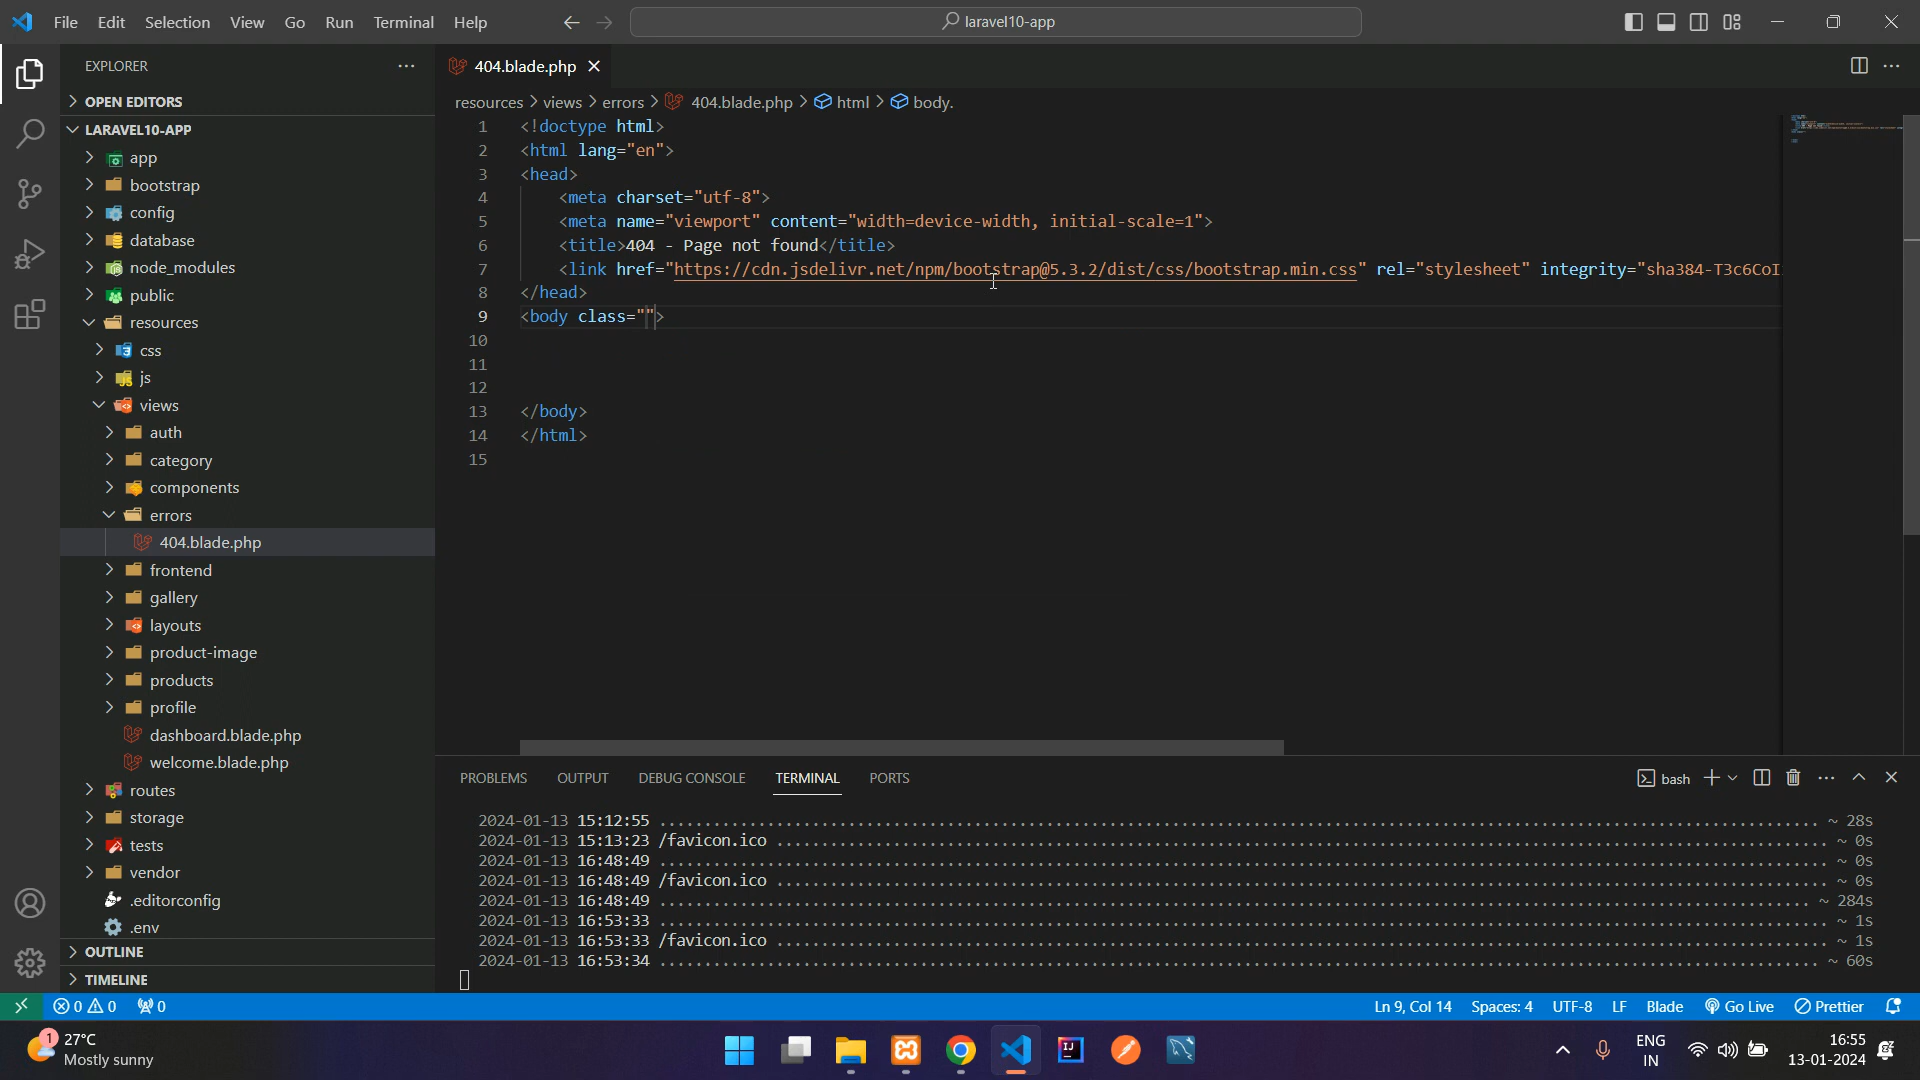 File Edit Selection View Go Run Terminal Help
laravel10-app
EXPLORER
OPEN EDITORS
LARAVEL10-APP
app
bootstrap
config
database
node_modules
public
resources
css
js
views
auth
category
components
errors
404.blade.php
frontend
gallery
layouts
product-image
products
profile
dashboard.blade.php
welcome.blade.php
routes
storage
tests
vendor
.editorconfig
.env
OUTLINE
TIMELINE
404.blade.php
resources > views > errors > 404.blade.php > html > body.
1 <!doctype html>
2 <html lang="en">
3 <head>
4 <meta charset="utf-8">
5 <meta name="viewport" content="width=device-width, initial-scale=1">
6 <title>404 - Page not found</title>
7 <link href="https://cdn.jsdelivr.net/npm/bootstrap@5.3.2/dist/css/bootstrap.min.css" rel="stylesheet" integrity="sha384-T3c6CoI
8 </head>
9 <body class="">
10
11
12
13 </body>
14 </html>
15
PROBLEMS OUTPUT DEBUG CONSOLE TERMINAL PORTS
bash
2024-01-13 15:12:55 ~ 28s
2024-01-13 15:13:23 /favicon.ico ~ 0s
2024-01-13 16:48:49 ~ 0s
2024-01-13 16:48:49 /favicon.ico ~ 0s
2024-01-13 16:48:49 ~ 284s
2024-01-13 16:53:33 ~ 1s
2024-01-13 16:53:33 /favicon.ico ~ 1s
2024-01-13 16:53:34 ~ 60s
0 0 0
Ln 9, Col 14 Spaces: 4 UTF-8 LF Blade Go Live Prettier
1
27°C
Mostly sunny
ENG
IN
16:55
13-01-2024